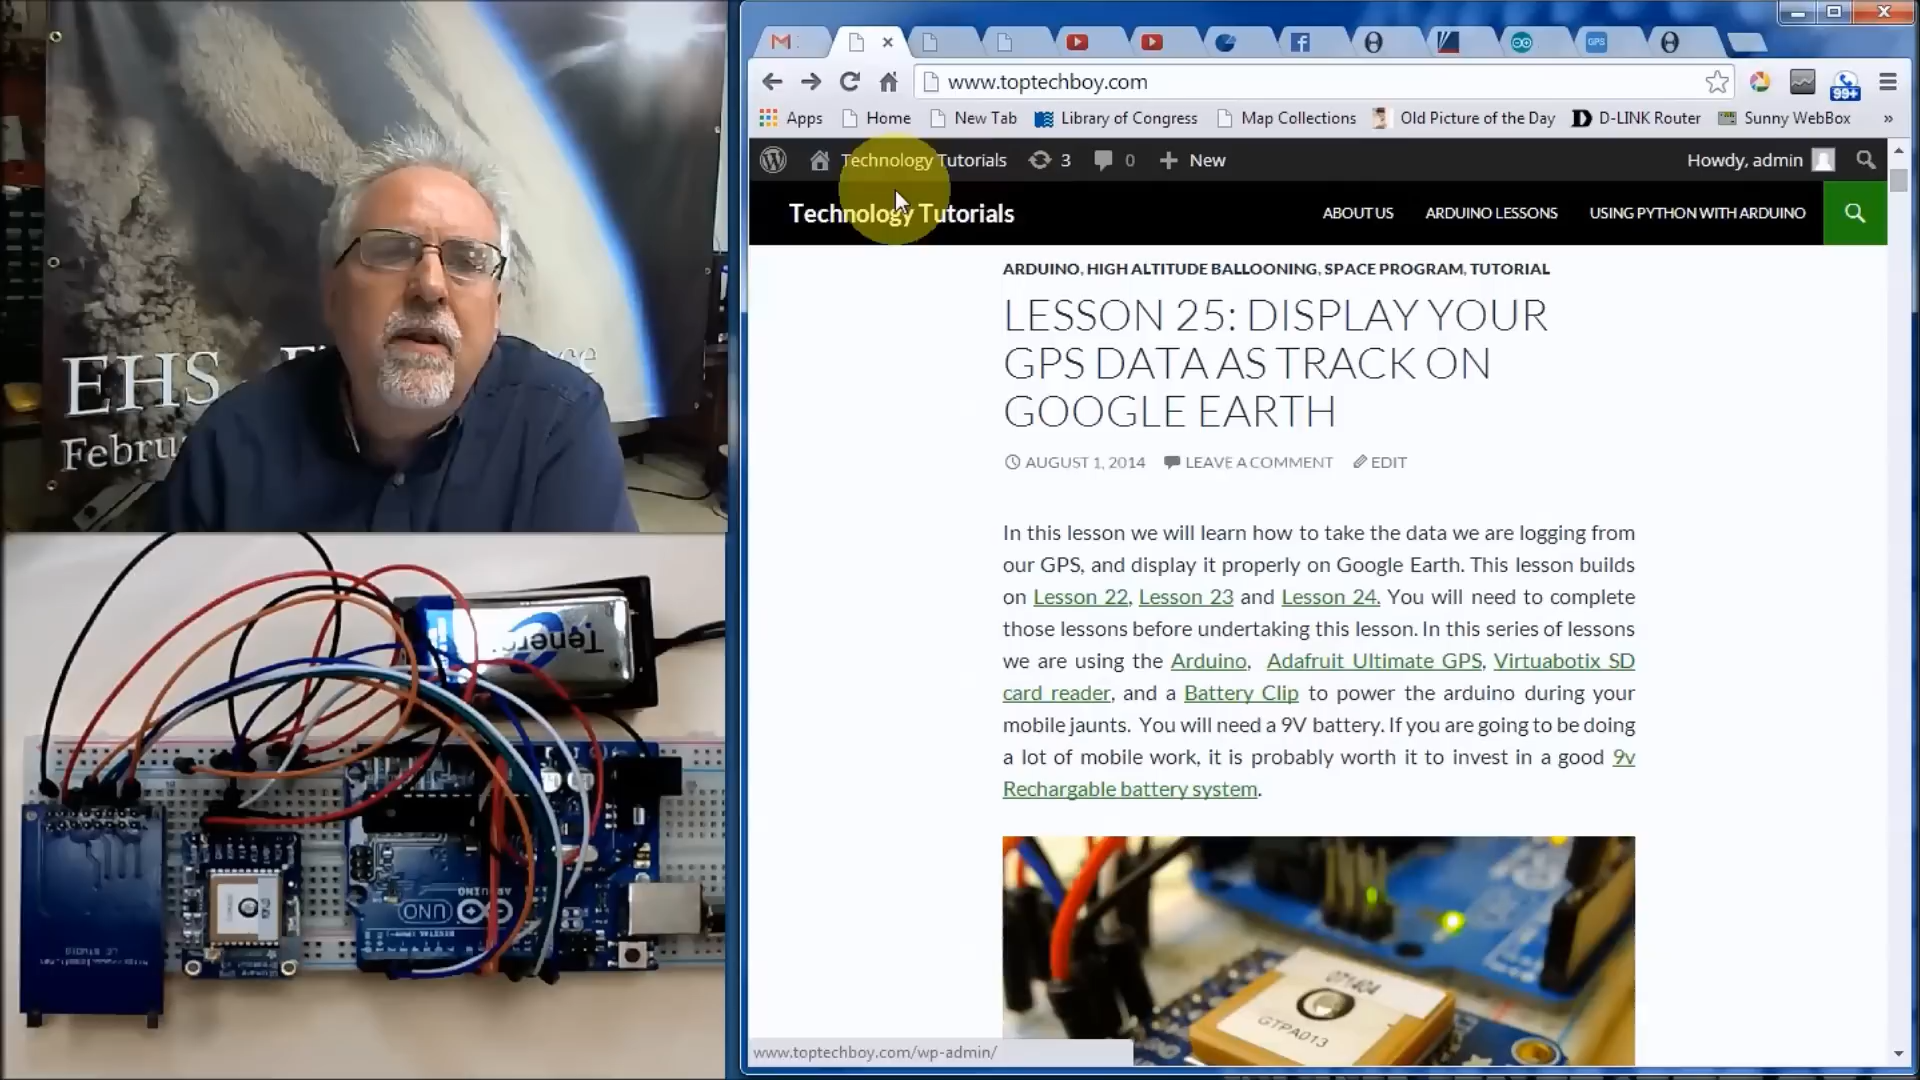 EHS
Febru
Tenerg
UNO
ARDUINO
LC STUDIO
www.toptechboy.com
Apps Home New Tab Library of Congress Map Collections Old Picture of the Day D-LINK Router Sunny WebBox »
99+
GPS
Technology Tutorials 3 0 New Howdy, admin
Technology Tutorials ABOUT US ARDUINO LESSONS USING PYTHON WITH ARDUINO
ARDUINO, HIGH ALTITUDE BALLOONING, SPACE PROGRAM, TUTORIAL
LESSON 25: DISPLAY YOUR
GPS DATA AS TRACK ON
GOOGLE EARTH
AUGUST 1, 2014 LEAVE A COMMENT EDIT
In this lesson we will learn how to take the data we are logging from
our GPS, and display it properly on Google Earth. This lesson builds
on Lesson 22, Lesson 23 and Lesson 24. You will need to complete
those lessons before undertaking this lesson. In this series of lessons
we are using the Arduino, Adafruit Ultimate GPS, Virtuabotix SD
card reader, and a Battery Clip to power the arduino during your
mobile jaunts. You will need a 9V battery. If you are going to be doing
a lot of mobile work, it is probably worth it to invest in a good 9v
Rechargable battery system.
071404
GTPA013
www.toptechboy.com/wp-admin/